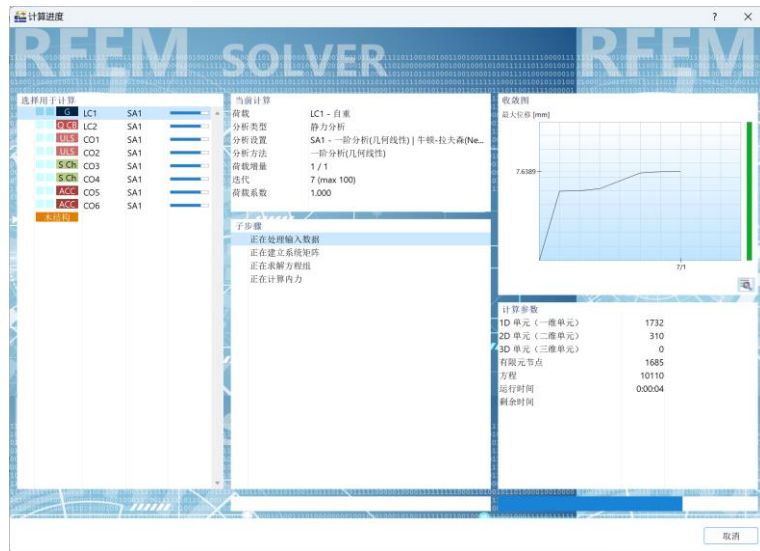 计算进度
? ×
RFEM SOLVER
RFEM
选择用于计算
G LC1 SA1
Q CB LC2 SA1
ULS CO1 SA1
ULS CO2 SA1
S Ch CO3 SA1
S Ch CO4 SA1
ACC CO5 SA1
ACC CO6 SA1
木结构
当前计算
荷载 LC1 - 自重
分析类型 静力分析
分析设置 SA1 - 一阶分析(几何线性) | 牛顿-拉夫森(Ne...
分析方法 一阶分析(几何线性)
荷载增量 1 / 1
迭代 7 (max 100)
荷载系数 1.000
子步骤
正在处理输入数据
正在建立系统矩阵
正在求解方程组
正在计算内力
收敛图
最大位移 [mm]
7.6389
7/1
计算参数
1D 单元（一维单元） 1732
2D 单元（二维单元） 310
3D 单元（三维单元） 0
有限元节点 1685
方程 10110
运行时间 0:00:04
剩余时间
取消